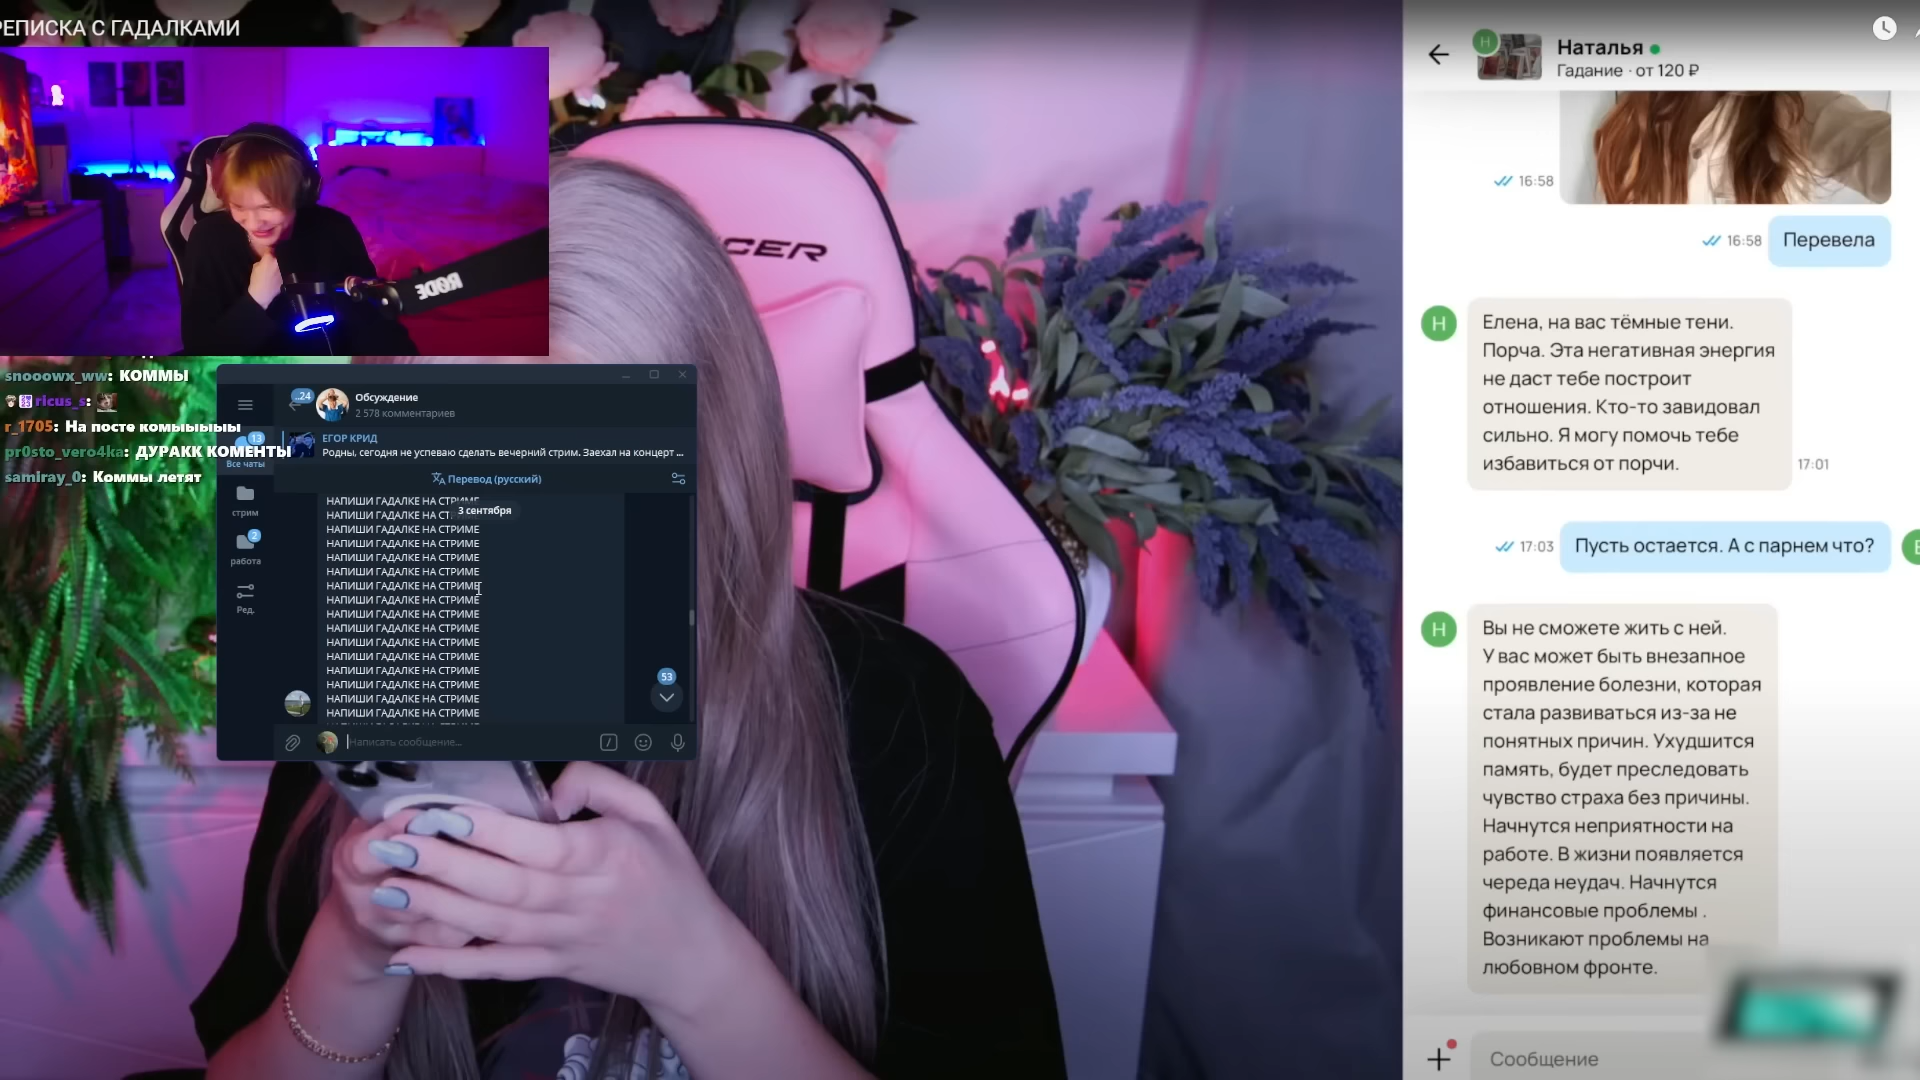 РЕПИСКА С ГАДАЛКАМИ
RODE
CER
snooowx_ww: КОММЫ
ricus_s:
r_1705: На посте комыыыыы
pr0sto_vero4ka: ДУРАКК КОМЕНТЫ
samiray_0: Коммы летят
..24
Обсуждение
2 578 комментариев
13
Все чаты
ЕГОР КРИД
Родны, сегодня не успеваю сделать вечерний стрим. Заехал на концерт ...
Перевод (русский)
стрим
2
работа
Ред.
НАПИШИ ГАДАЛКЕ НА СТРИМЕ
3 сентября
НАПИШИ ГАДАЛКЕ НА СТ
НАПИШИ ГАДАЛКЕ НА СТРИМЕ
НАПИШИ ГАДАЛКЕ НА СТРИМЕ
НАПИШИ ГАДАЛКЕ НА СТРИМЕ
НАПИШИ ГАДАЛКЕ НА СТРИМЕ
НАПИШИ ГАДАЛКЕ НА СТРИМЕ
НАПИШИ ГАДАЛКЕ НА СТРИМЕ
НАПИШИ ГАДАЛКЕ НА СТРИМЕ
НАПИШИ ГАДАЛКЕ НА СТРИМЕ
НАПИШИ ГАДАЛКЕ НА СТРИМЕ
НАПИШИ ГАДАЛКЕ НА СТРИМЕ
НАПИШИ ГАДАЛКЕ НА СТРИМЕ
НАПИШИ ГАДАЛКЕ НА СТРИМЕ
НАПИШИ ГАДАЛКЕ НА СТРИМЕ
НАПИШИ ГАДАЛКЕ НА СТРИМЕ
53
Написать сообщение...
Н
Наталья
Гадание · от 120 ₽
16:58
16:58
Перевела
Н
Елена, на вас тёмные тени.
Порча. Эта негативная энергия
не даст тебе построит
отношения. Кто-то завидовал
сильно. Я могу помочь тебе
избавиться от порчи.
17:01
17:03
Пусть остается. А с парнем что?
Н
Вы не сможете жить с ней.
У вас может быть внезапное
проявление болезни, которая
стала развиваться из-за не
понятных причин. Ухудшится
память, будет преследовать
чувство страха без причины.
Начнутся неприятности на
работе. В жизни появляется
череда неудач. Начнутся
финансовые проблемы .
Возникают проблемы на
любовном фронте.
Сообщение